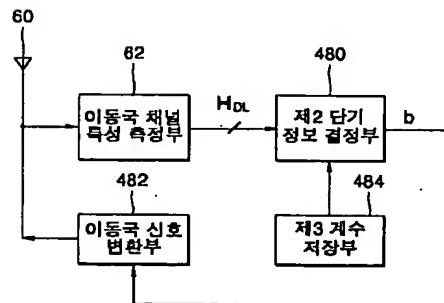 60
62
이동국 채널
특성 측정부
H_DL
480
제2 단기
정보 결정부
b
482
이동국 신호
변환부
484
제3 계수
저장부